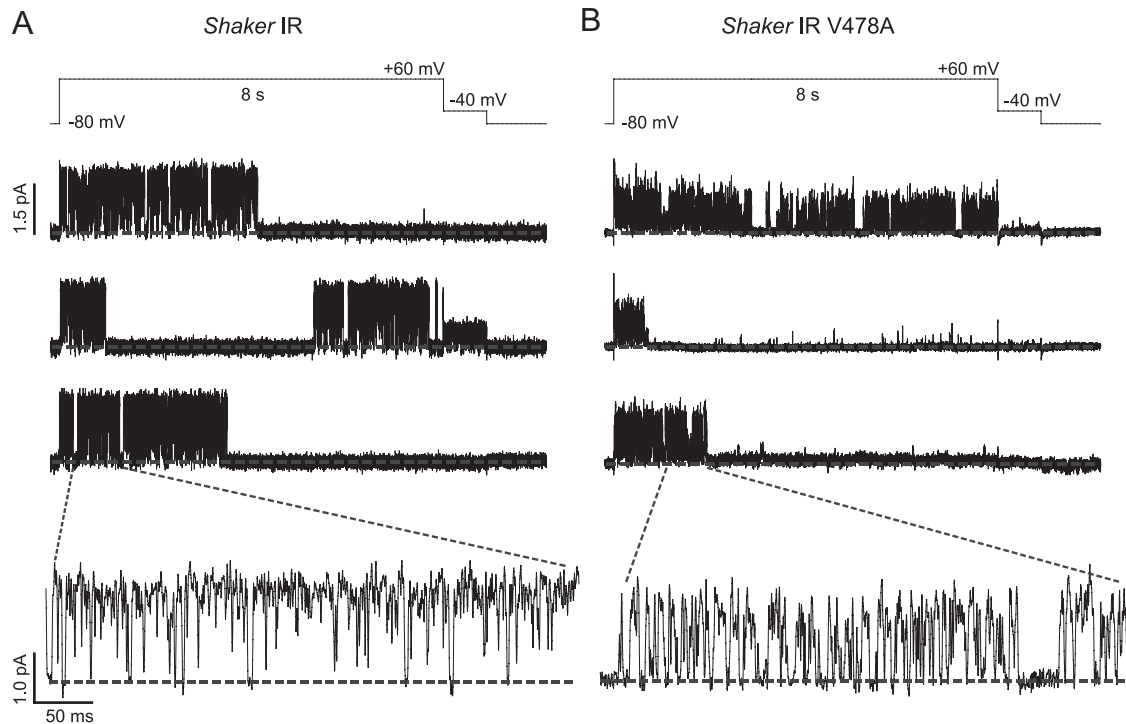 A
Shaker IR
+60 mV
8 s
-40 mV
-80 mV
1.5 pA
1.0 pA
50 ms
B
Shaker IR V478A
+60 mV
8 s
-40 mV
-80 mV